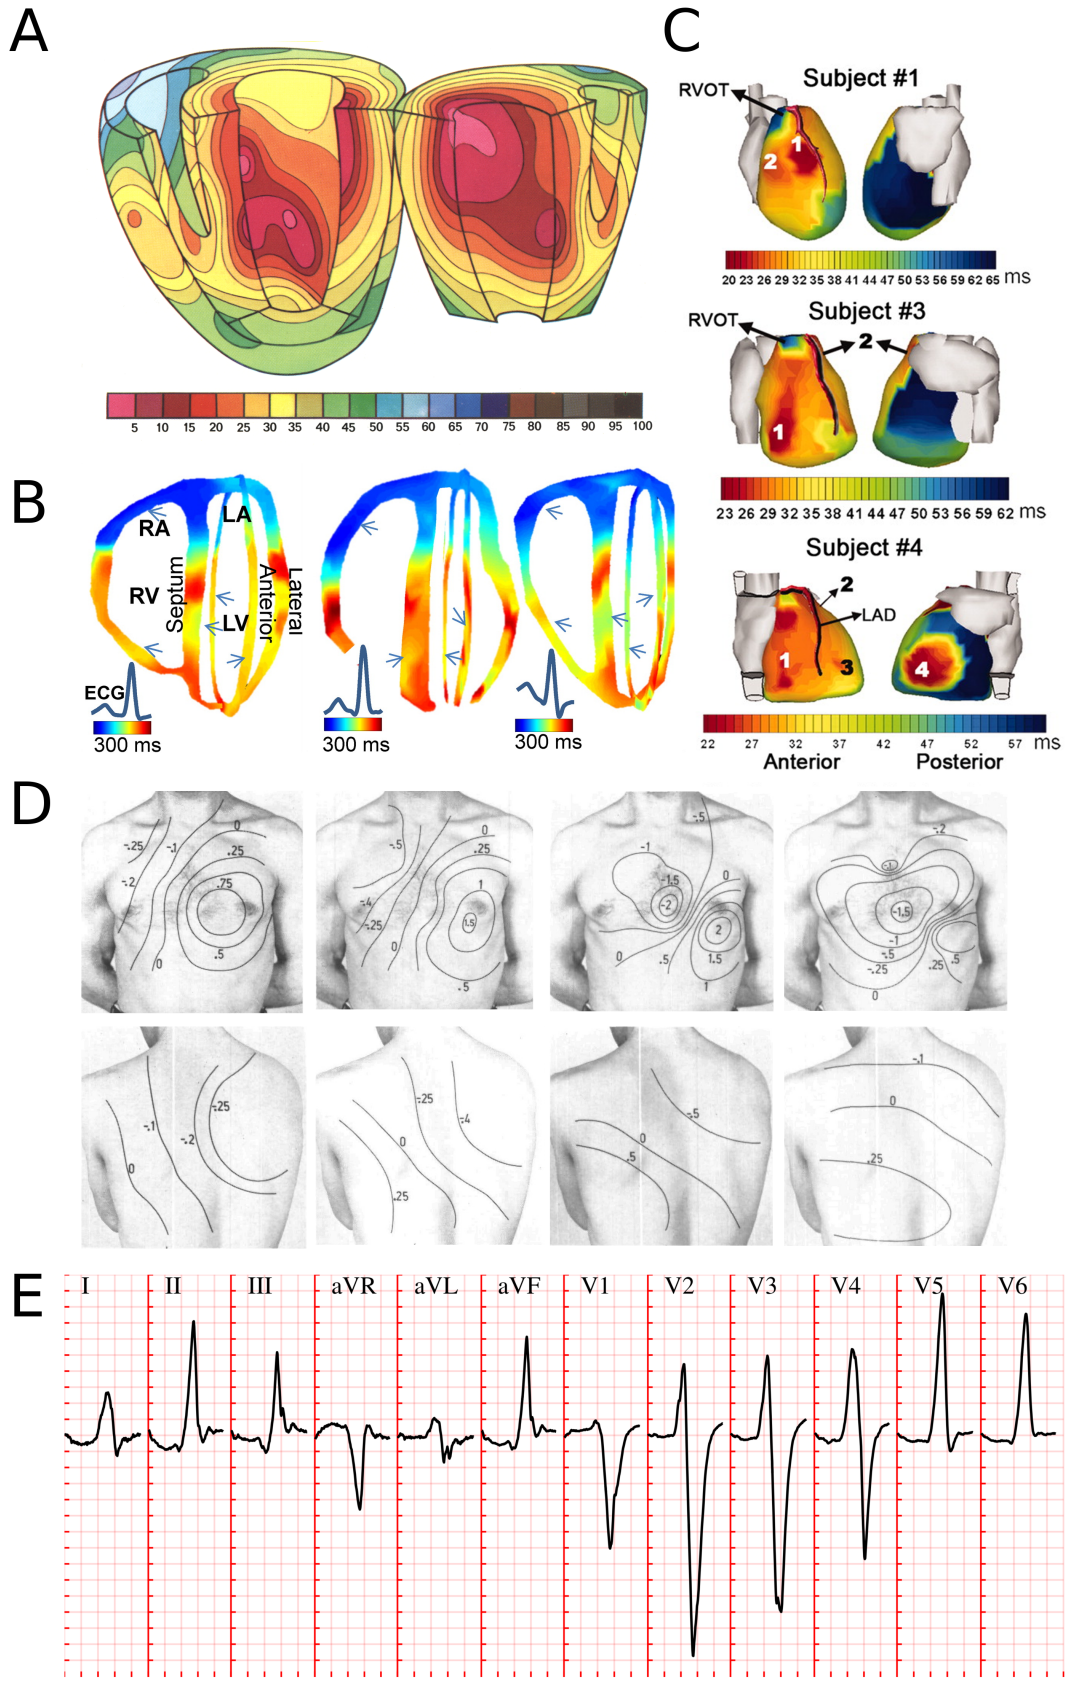 A
5 10 15 20 25 30 35 40 45 50 55 60 65 70 75 80 85 90 95 100
B
RA LA
RV Septum LV Anterior Lateral
ECG
300 ms 300 ms 300 ms
C
Subject #1
RVOT
1
2
20 23 26 29 32 35 38 41 44 47 50 53 56 59 62 65 ms
Subject #3
RVOT
2
1
23 26 29 32 35 38 41 44 47 50 53 56 59 62 ms
Subject #4
2
LAD
1 3 4
22 27 32 37 42 47 52 57 ms
Anterior Posterior
D
-.25 -.1 0 .25 .75 -.2 0 .5
-.5 0 .25 1 -.4 -.25 1.5 0 .5
-.5 -1 -1.5 0 -2 2 0 .5 1.5 1
-.2 -.1 -1.5 -1 -.5 .5 -.25 .25 0
-.25 -.1 -.2 0
-.25 -.4 0 .25
-.5 0 .5
-.1 0 .25
E
I II III aVR aVL aVF V1 V2 V3 V4 V5 V6